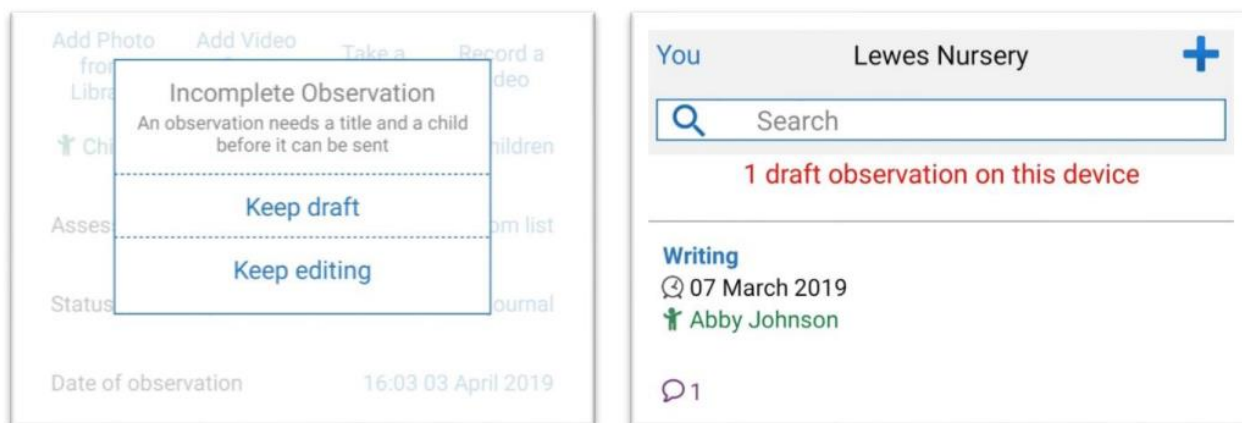 Add Photo
Add Video
Take a
Record a
Incomplete Observation
An observation needs a title and a child
before it can be sent
Keep draft
Keep editing
Status
Date of observation
16:03 03 April 2019
You
Lewes Nursery
Search
1 draft observation on this device
Writing
07 March 2019
Abby Johnson
1